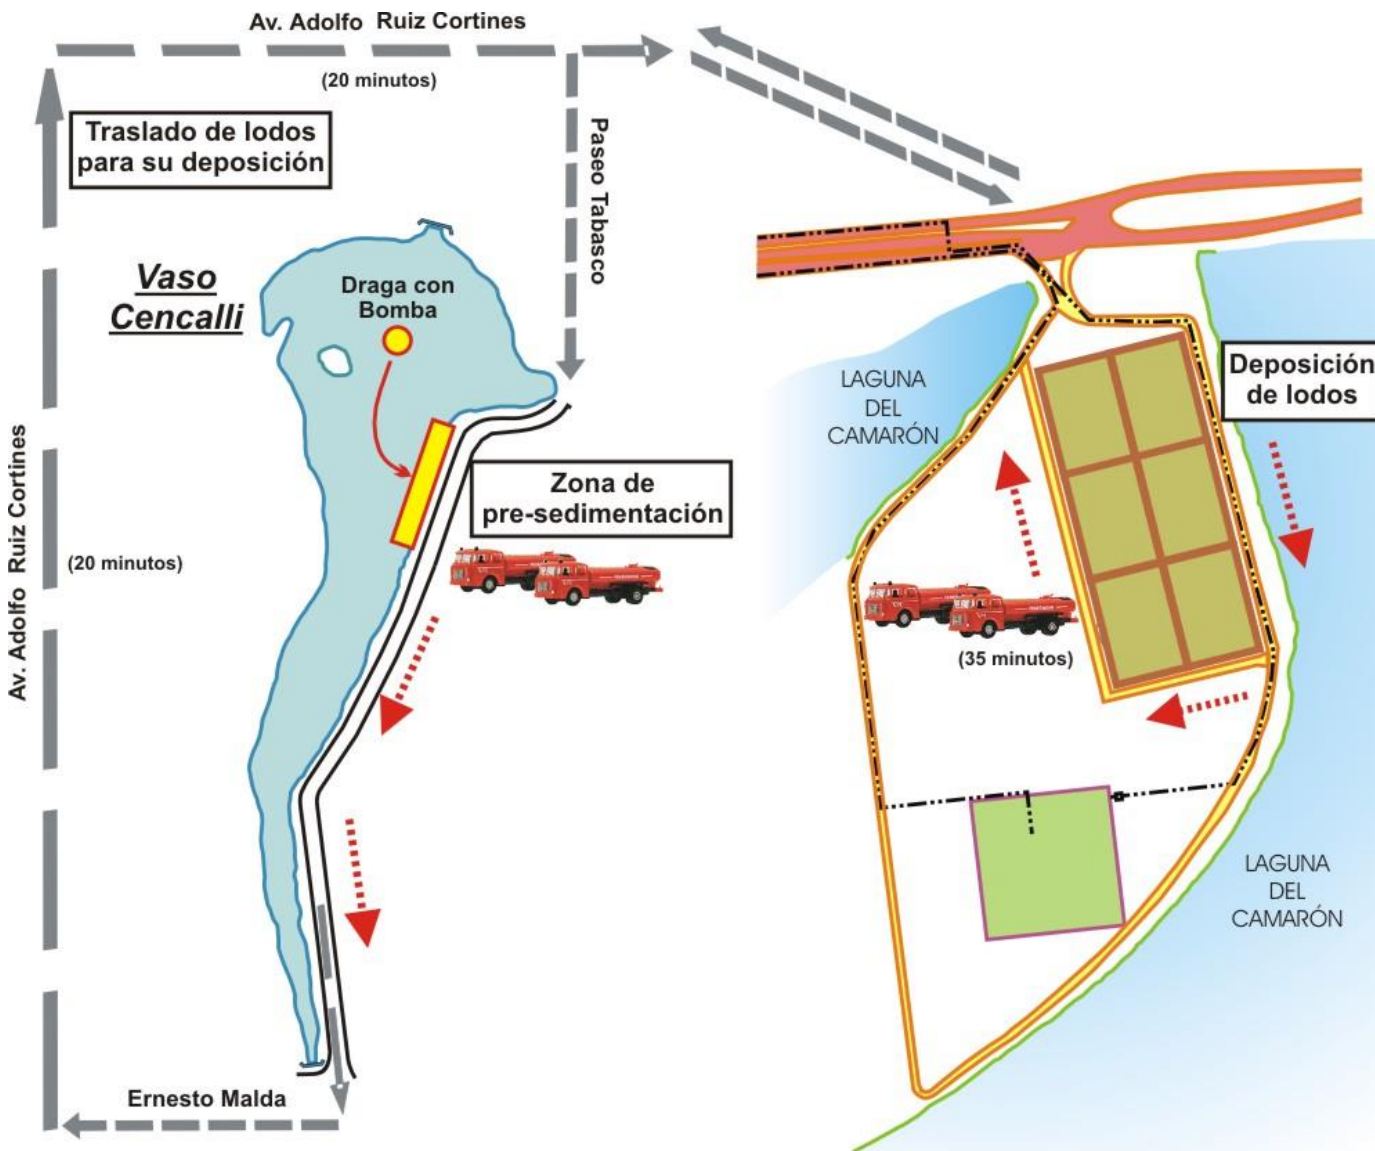 Av. Adolfo Ruiz Cortines
(20 minutos)
Traslado de lodos
para su deposición
Paseo Tabasco
Vaso
Cencalli
Draga con
Bomba
Av. Adolfo Ruiz Cortines
(20 minutos)
Zona de
pre-sedimentación
Ernesto Malda
LAGUNA
DEL
CAMARÓN
Deposición
de lodos
(35 minutos)
LAGUNA
DEL
CAMARÓN